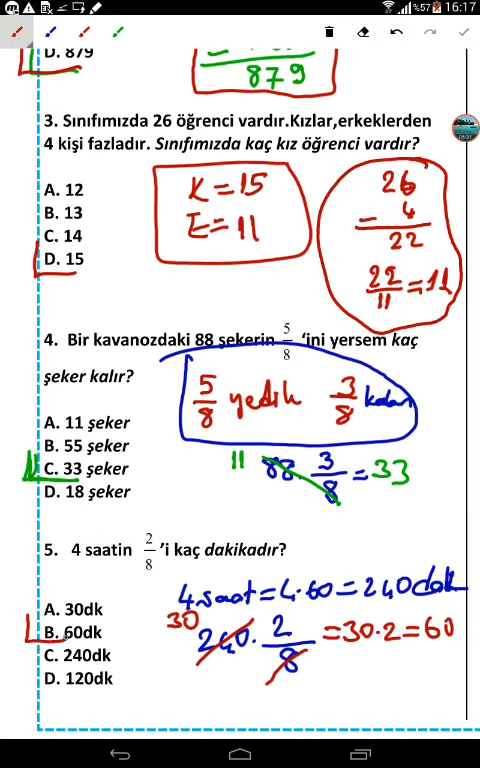 %57 16:17
D. 879
879
3. Sınıfımızda 26 öğrenci vardır.Kızlar,erkeklerden
4 kişi fazladır. Sınıfımızda kaç kız öğrenci vardır?
A. 12
B. 13
C. 14
D. 15
K = 15
E = 11
26
- 4
22
22/11 = 11
4. Bir kavanozdaki 88 şekerin 5/8 'ini yersem kaç
şeker kalır?
5/8 yedik 3/8 kalan
A. 11 şeker
B. 55 şeker
C. 33 şeker
D. 18 şeker
11 88 · 3/8 = 33
5. 4 saatin 2/8 'i kaç dakikadır?
A. 30dk
B. 60dk
C. 240dk
D. 120dk
4 saat = 4·60 = 240 dak
30 240 · 2/8 = 30·2 = 60